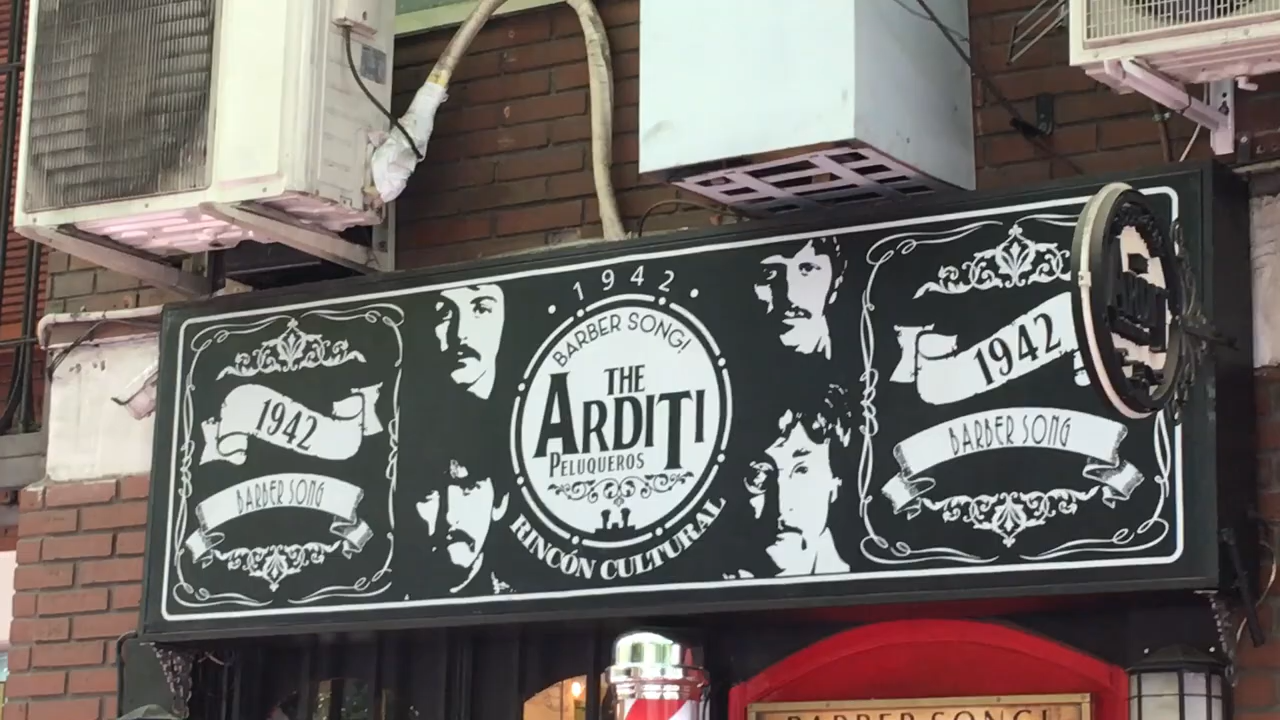 1942
BARBER SONG
1942
BARBER SONG!
THE
ARDITI
PELUQUEROS
RINCÓN CULTURAL
1942
BARBER SONG
BARBER SONG!